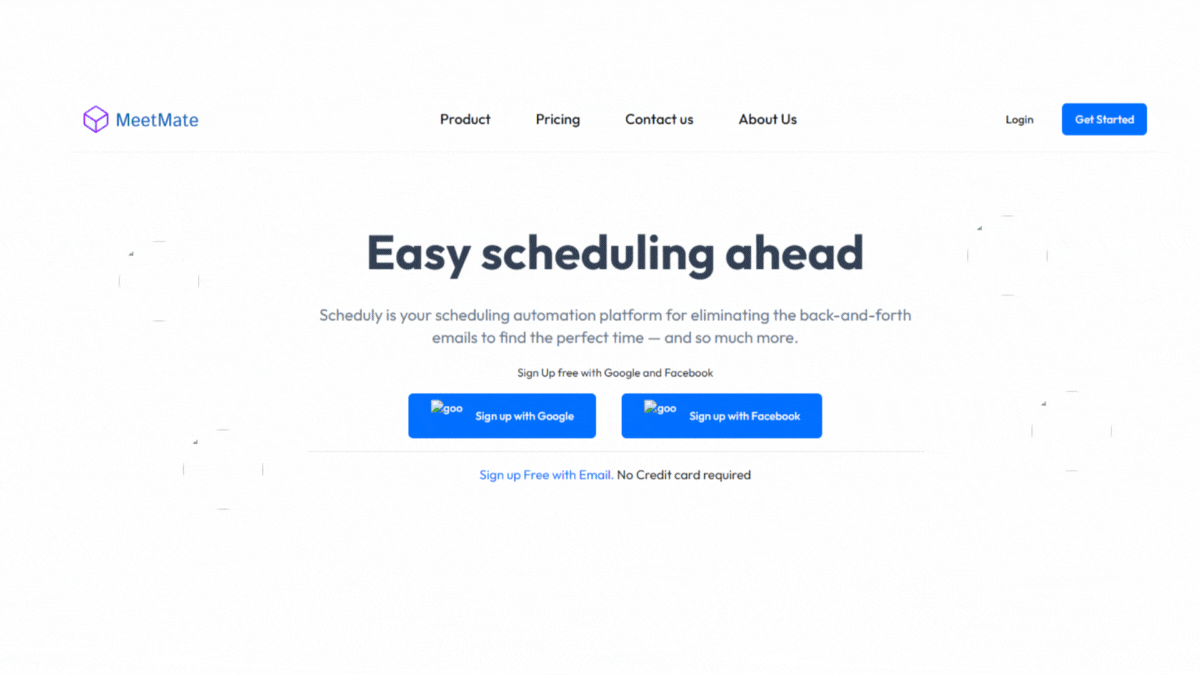 MeetMate
Product Pricing Contact us About Us
Login Get Started
Easy scheduling ahead
Scheduly is your scheduling automation platform for eliminating the back-and-forth
emails to find the perfect time — and so much more.
Sign Up free with Google and Facebook
goo Sign up with Google
goo Sign up with Facebook
Sign up Free with Email. No Credit card required